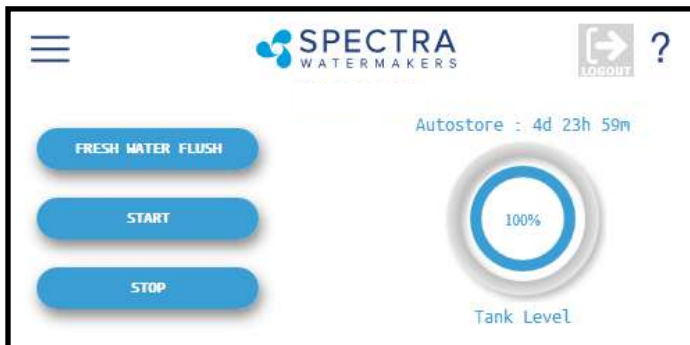 SPECTRA
WATERMAKERS
LOGOUT
?
Autostore : 4d 23h 59m
FRESH WATER FLUSH
START
100%
STOP
Tank Level